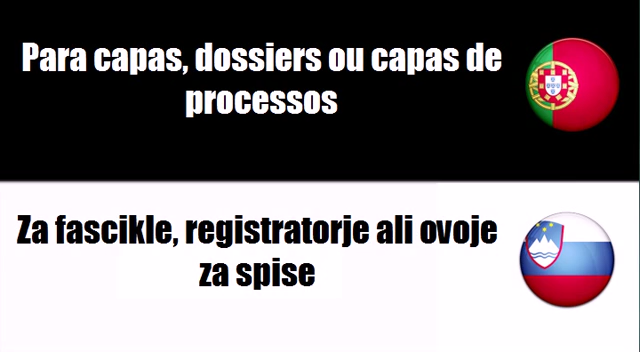 Para capas, dossiers ou capas de
processos
Za fascikle, registratorje ali ovoje
za spise